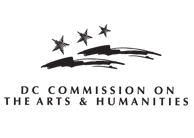 DC COMMISSION ON
THE ARTS & HUMANITIES